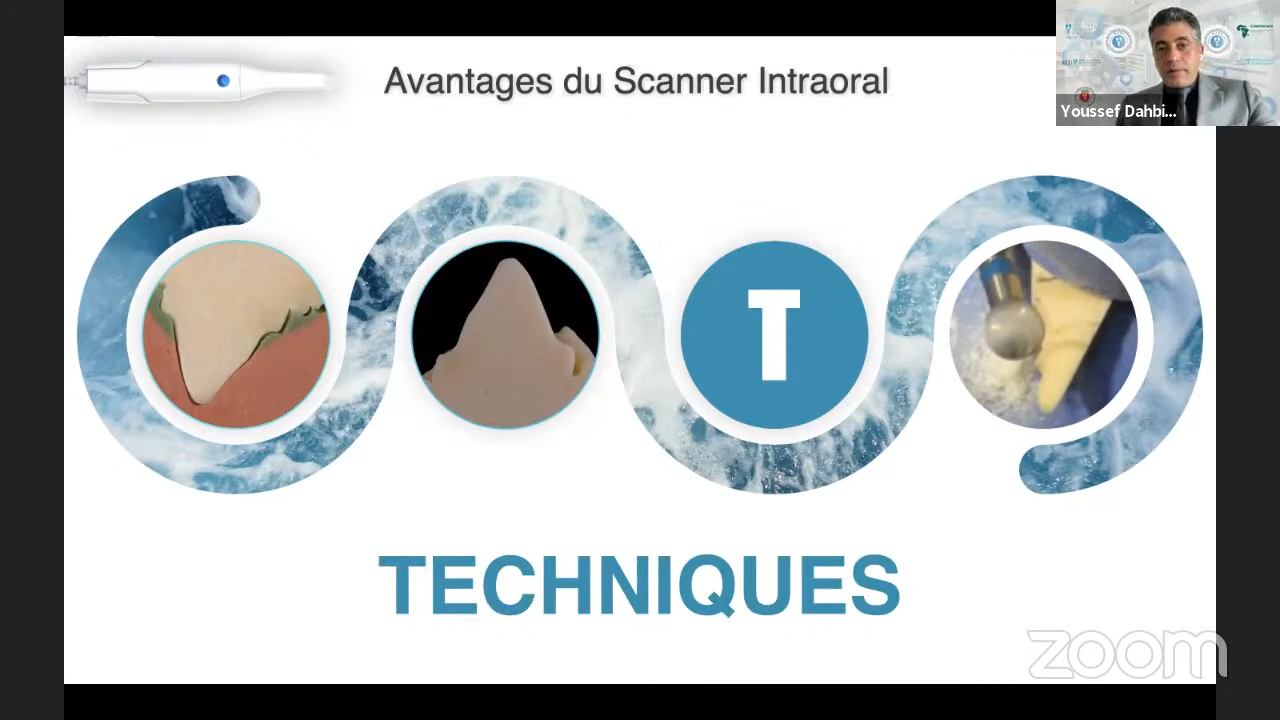 Avantages du Scanner Intraoral
Youssef Dahbi...
T
TECHNIQUES
zoom